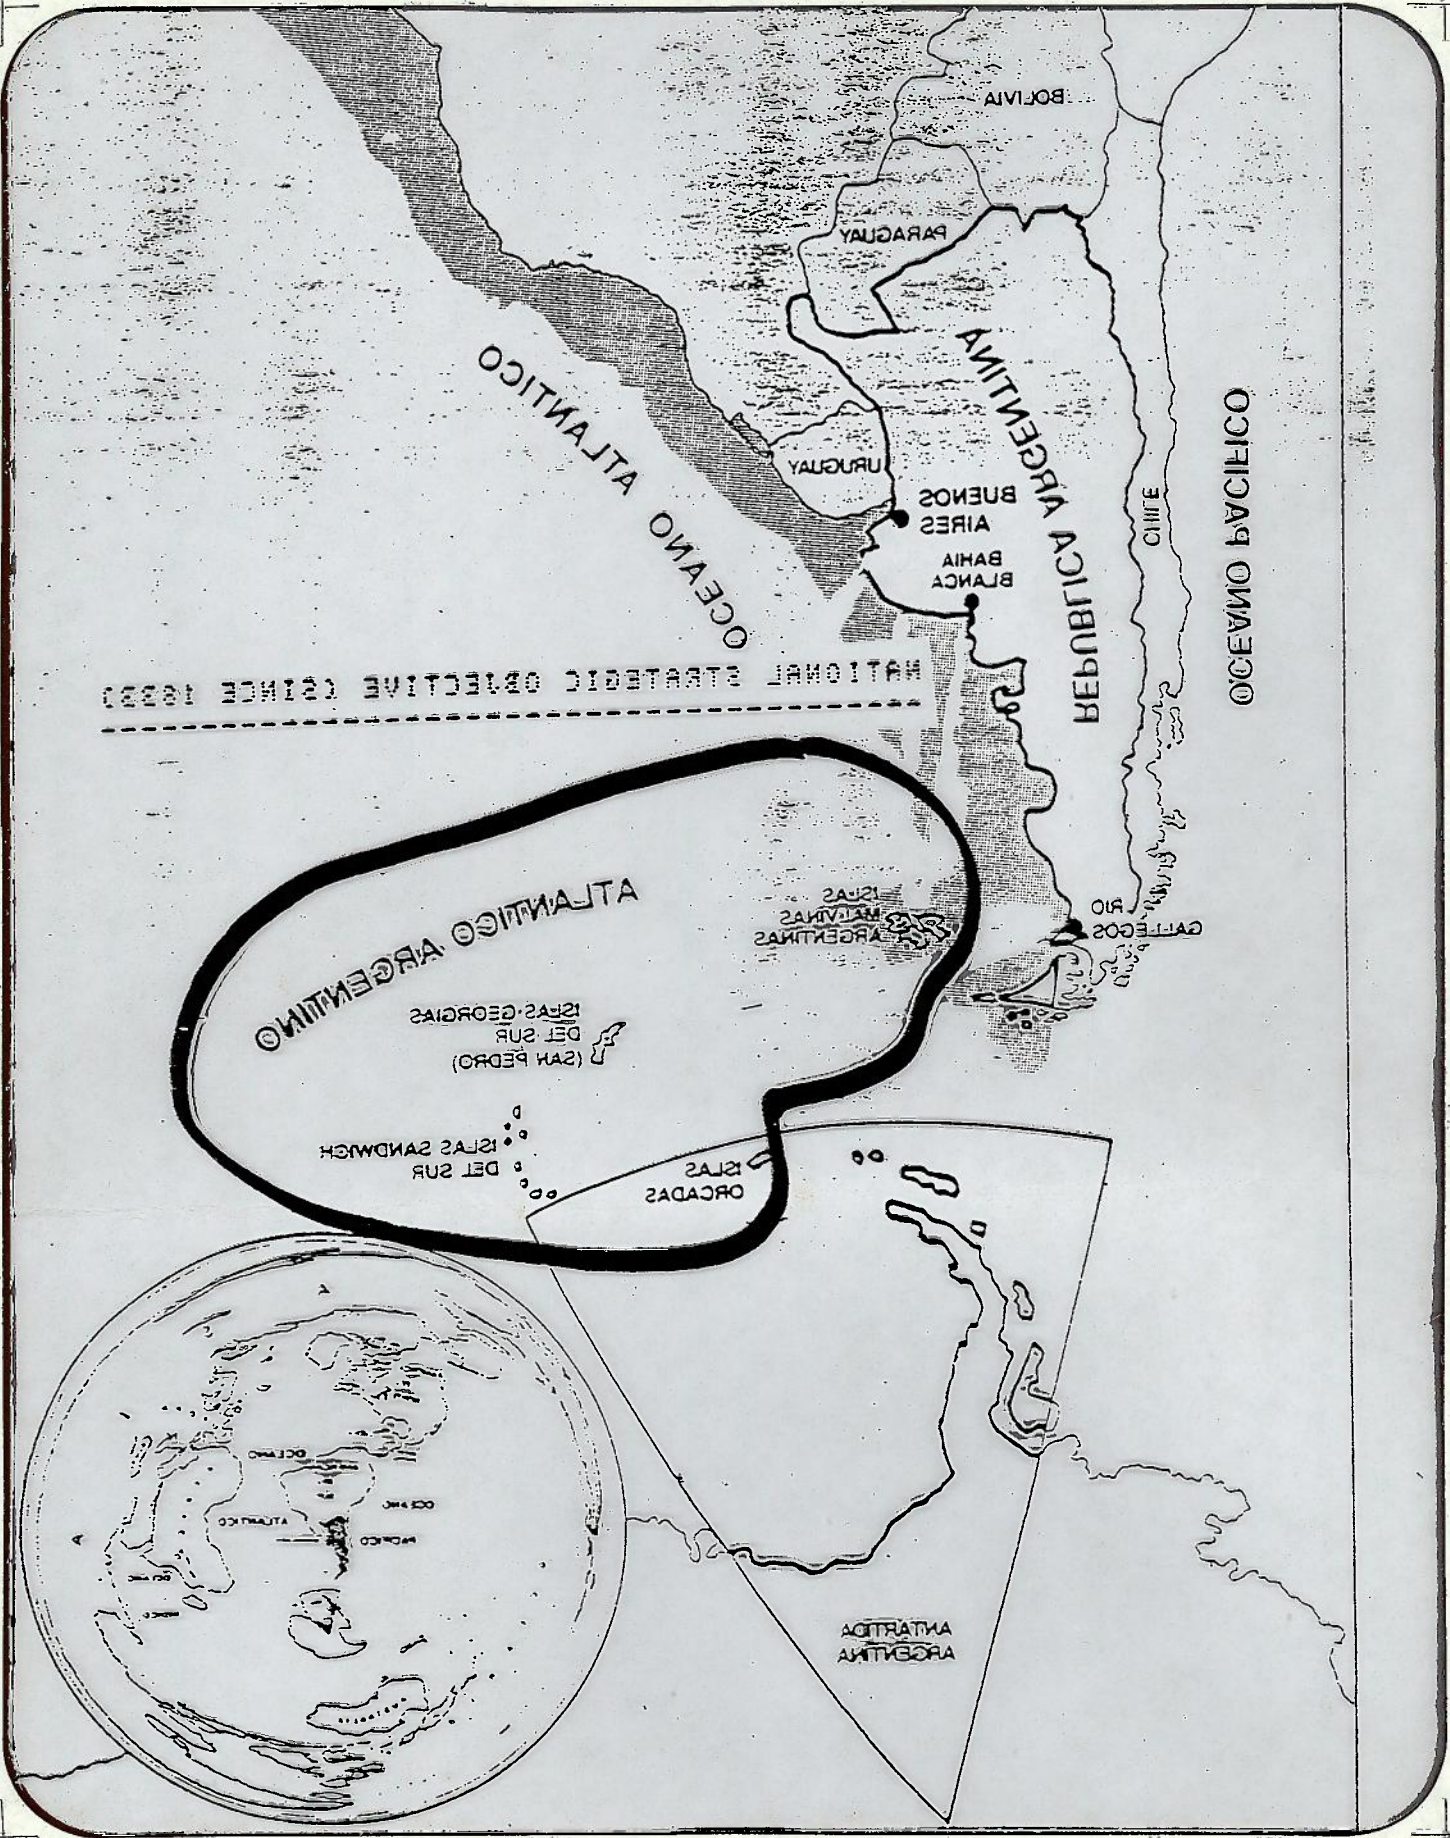 BOLIVIA
PARAGUAY
REPUBLICA ARGENTINA
OCEANO ATLANTICO
OCEANO PACIFICO
CHILE
URUGUAY
BUENOS
AIRES
BAHIA
BLANCA
NATIONAL STRATEGIC OBJECTIVE (SINCE 1833)
ISLAS
MALVINAS
ARGENTINAS
RIO
GALLEGOS
ATLANTICO ARGENTINO
ISLAS GEORGIAS
DEL SUR
(SAN PEDRO)
ISLAS SANDWICH
DEL SUR
ISLAS
ORCADAS
A
OCEANO
OCEANO
ATLANTICO
PACIFICO
A
OCEANO
ANTARTIDA
ARGENTINA